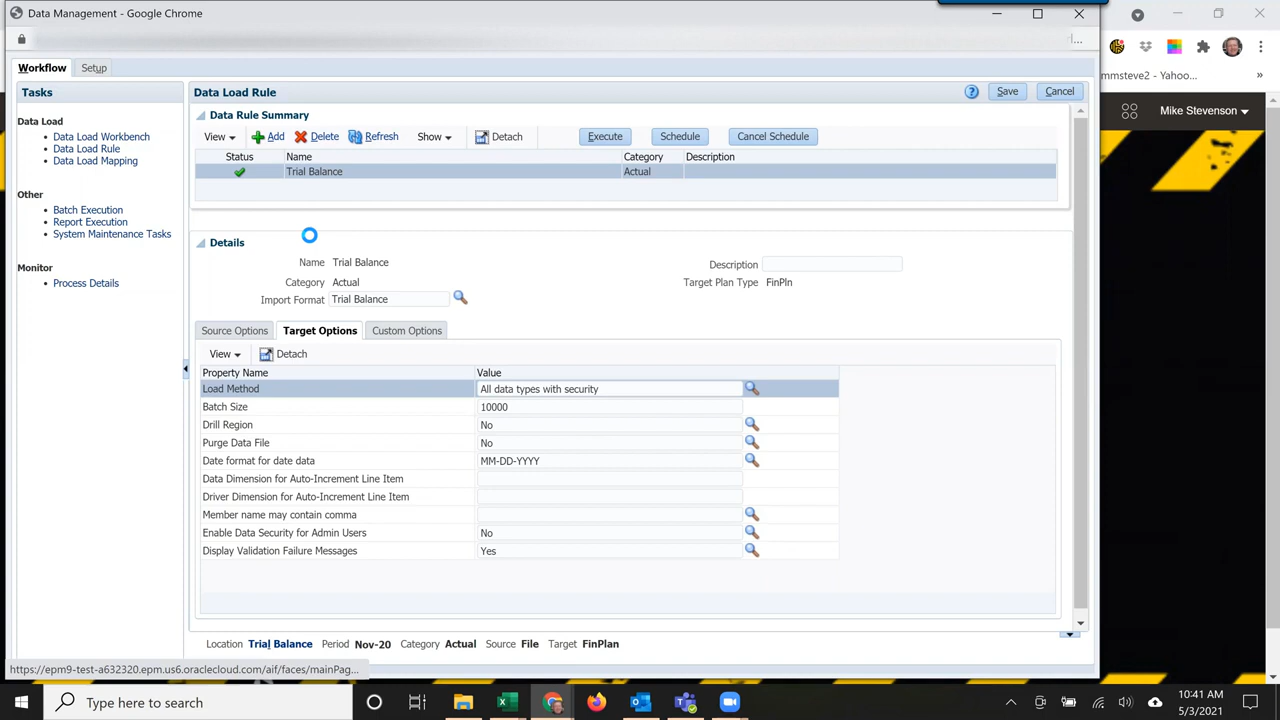 Data Management - Google Chrome
...
mmsteve2 - Yahoo...
»
Workflow
Setup
Mike Stevenson
Tasks
Data Load
Data Load Workbench
Data Load Rule
Data Load Mapping
Other
Batch Execution
Report Execution
System Maintenance Tasks
Monitor
Process Details
Data Load Rule
? Save Cancel
Data Rule Summary
View Add Delete Refresh Show Detach Execute Schedule Cancel Schedule
Status Name Category Description
Trial Balance Actual
Details
Name Trial Balance Description
Category Actual Target Plan Type FinPln
Import Format Trial Balance
Source Options Target Options Custom Options
View Detach
Property Name Value
Load Method All data types with security
Batch Size 10000
Drill Region No
Purge Data File No
Date format for date data MM-DD-YYYY
Data Dimension for Auto-Increment Line Item
Driver Dimension for Auto-Increment Line Item
Member name may contain comma
Enable Data Security for Admin Users No
Display Validation Failure Messages Yes
Location Trial Balance Period Nov-20 Category Actual Source File Target FinPlan
https://epm9-test-a632320.epm.us6.oraclecloud.com/aif/faces/mainPag...
Type here to search
10:41 AM
5/3/2021